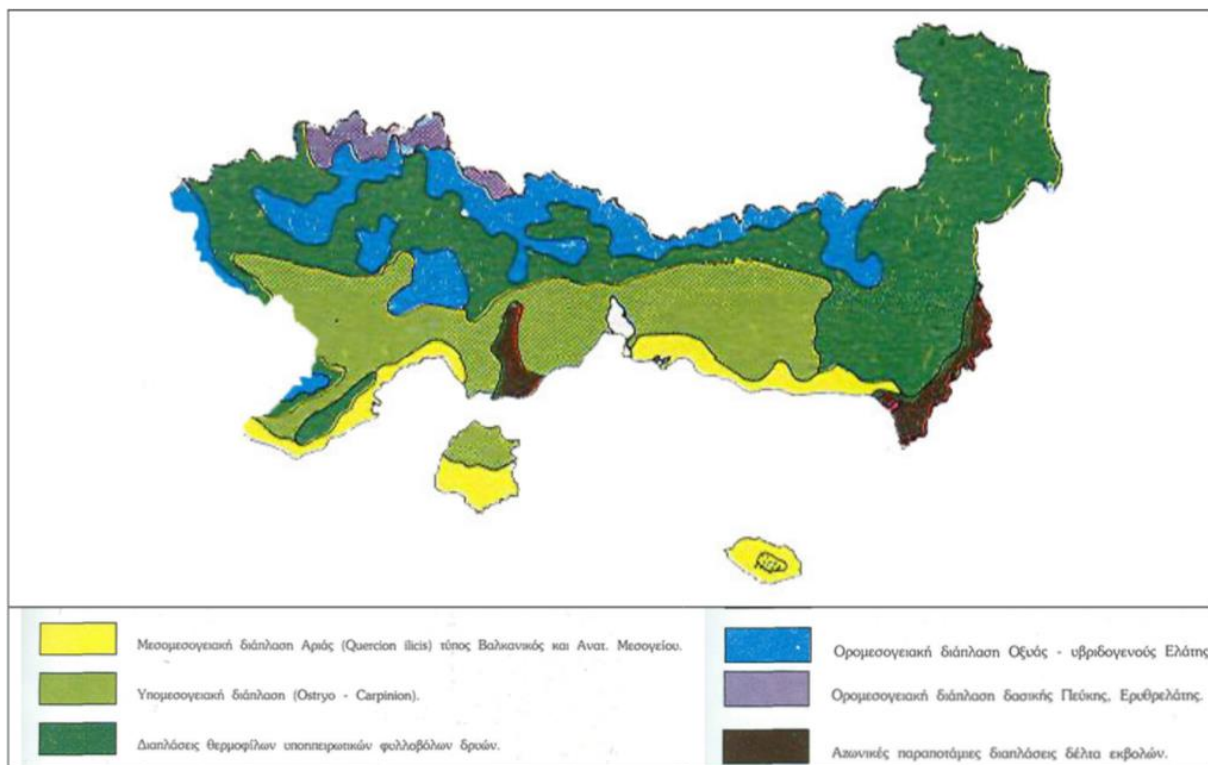 Μεσομεσογειακή διάπλαση Αριάς (Quercion ilicis) τύπος Βαλκανικός και Ανατ. Μεσογείου.
Υπομεσογειακή διάπλαση (Ostryo - Carpinion).
Διαπλάσεις θερμοφίλων υποηπειρωτικών φυλλοβόλων δρυών.
Ορομεσογειακή διάπλαση Οξυάς - υβριδογενούς Ελάτης
Ορομεσογειακή διάπλαση δασικής Πεύκης, Ερυθρελάτης.
Αζωνικές παραποτάμιες διαπλάσεις δέλτα εκβολών.